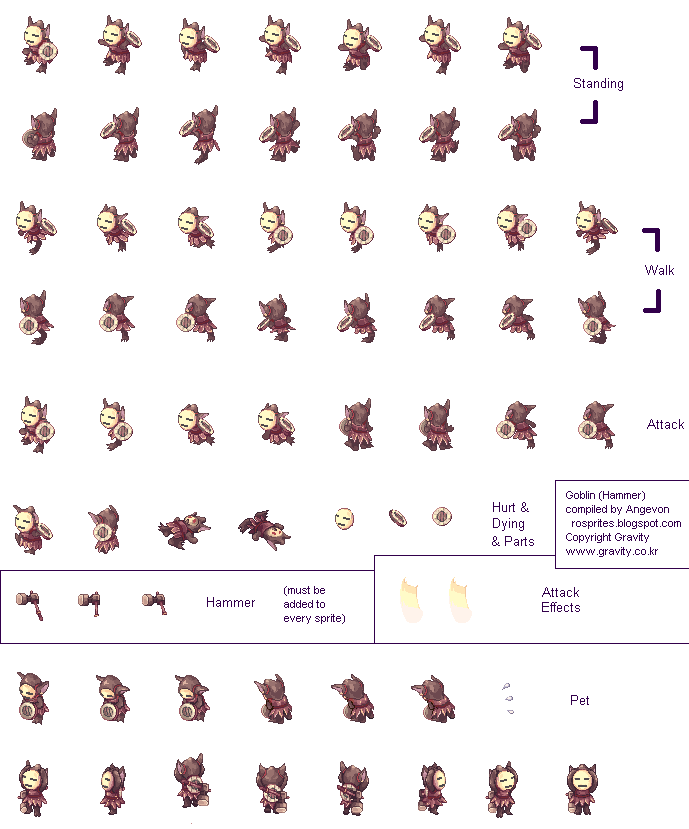 Standing
Walk
Attack
Hurt &
Dying
& Parts
Goblin (Hammer)
compiled by Angevon
rosprites.blogspot.com
Copyright Gravity
www.gravity.co.kr
Hammer
(must be
added to
every sprite)
Attack
Effects
Pet